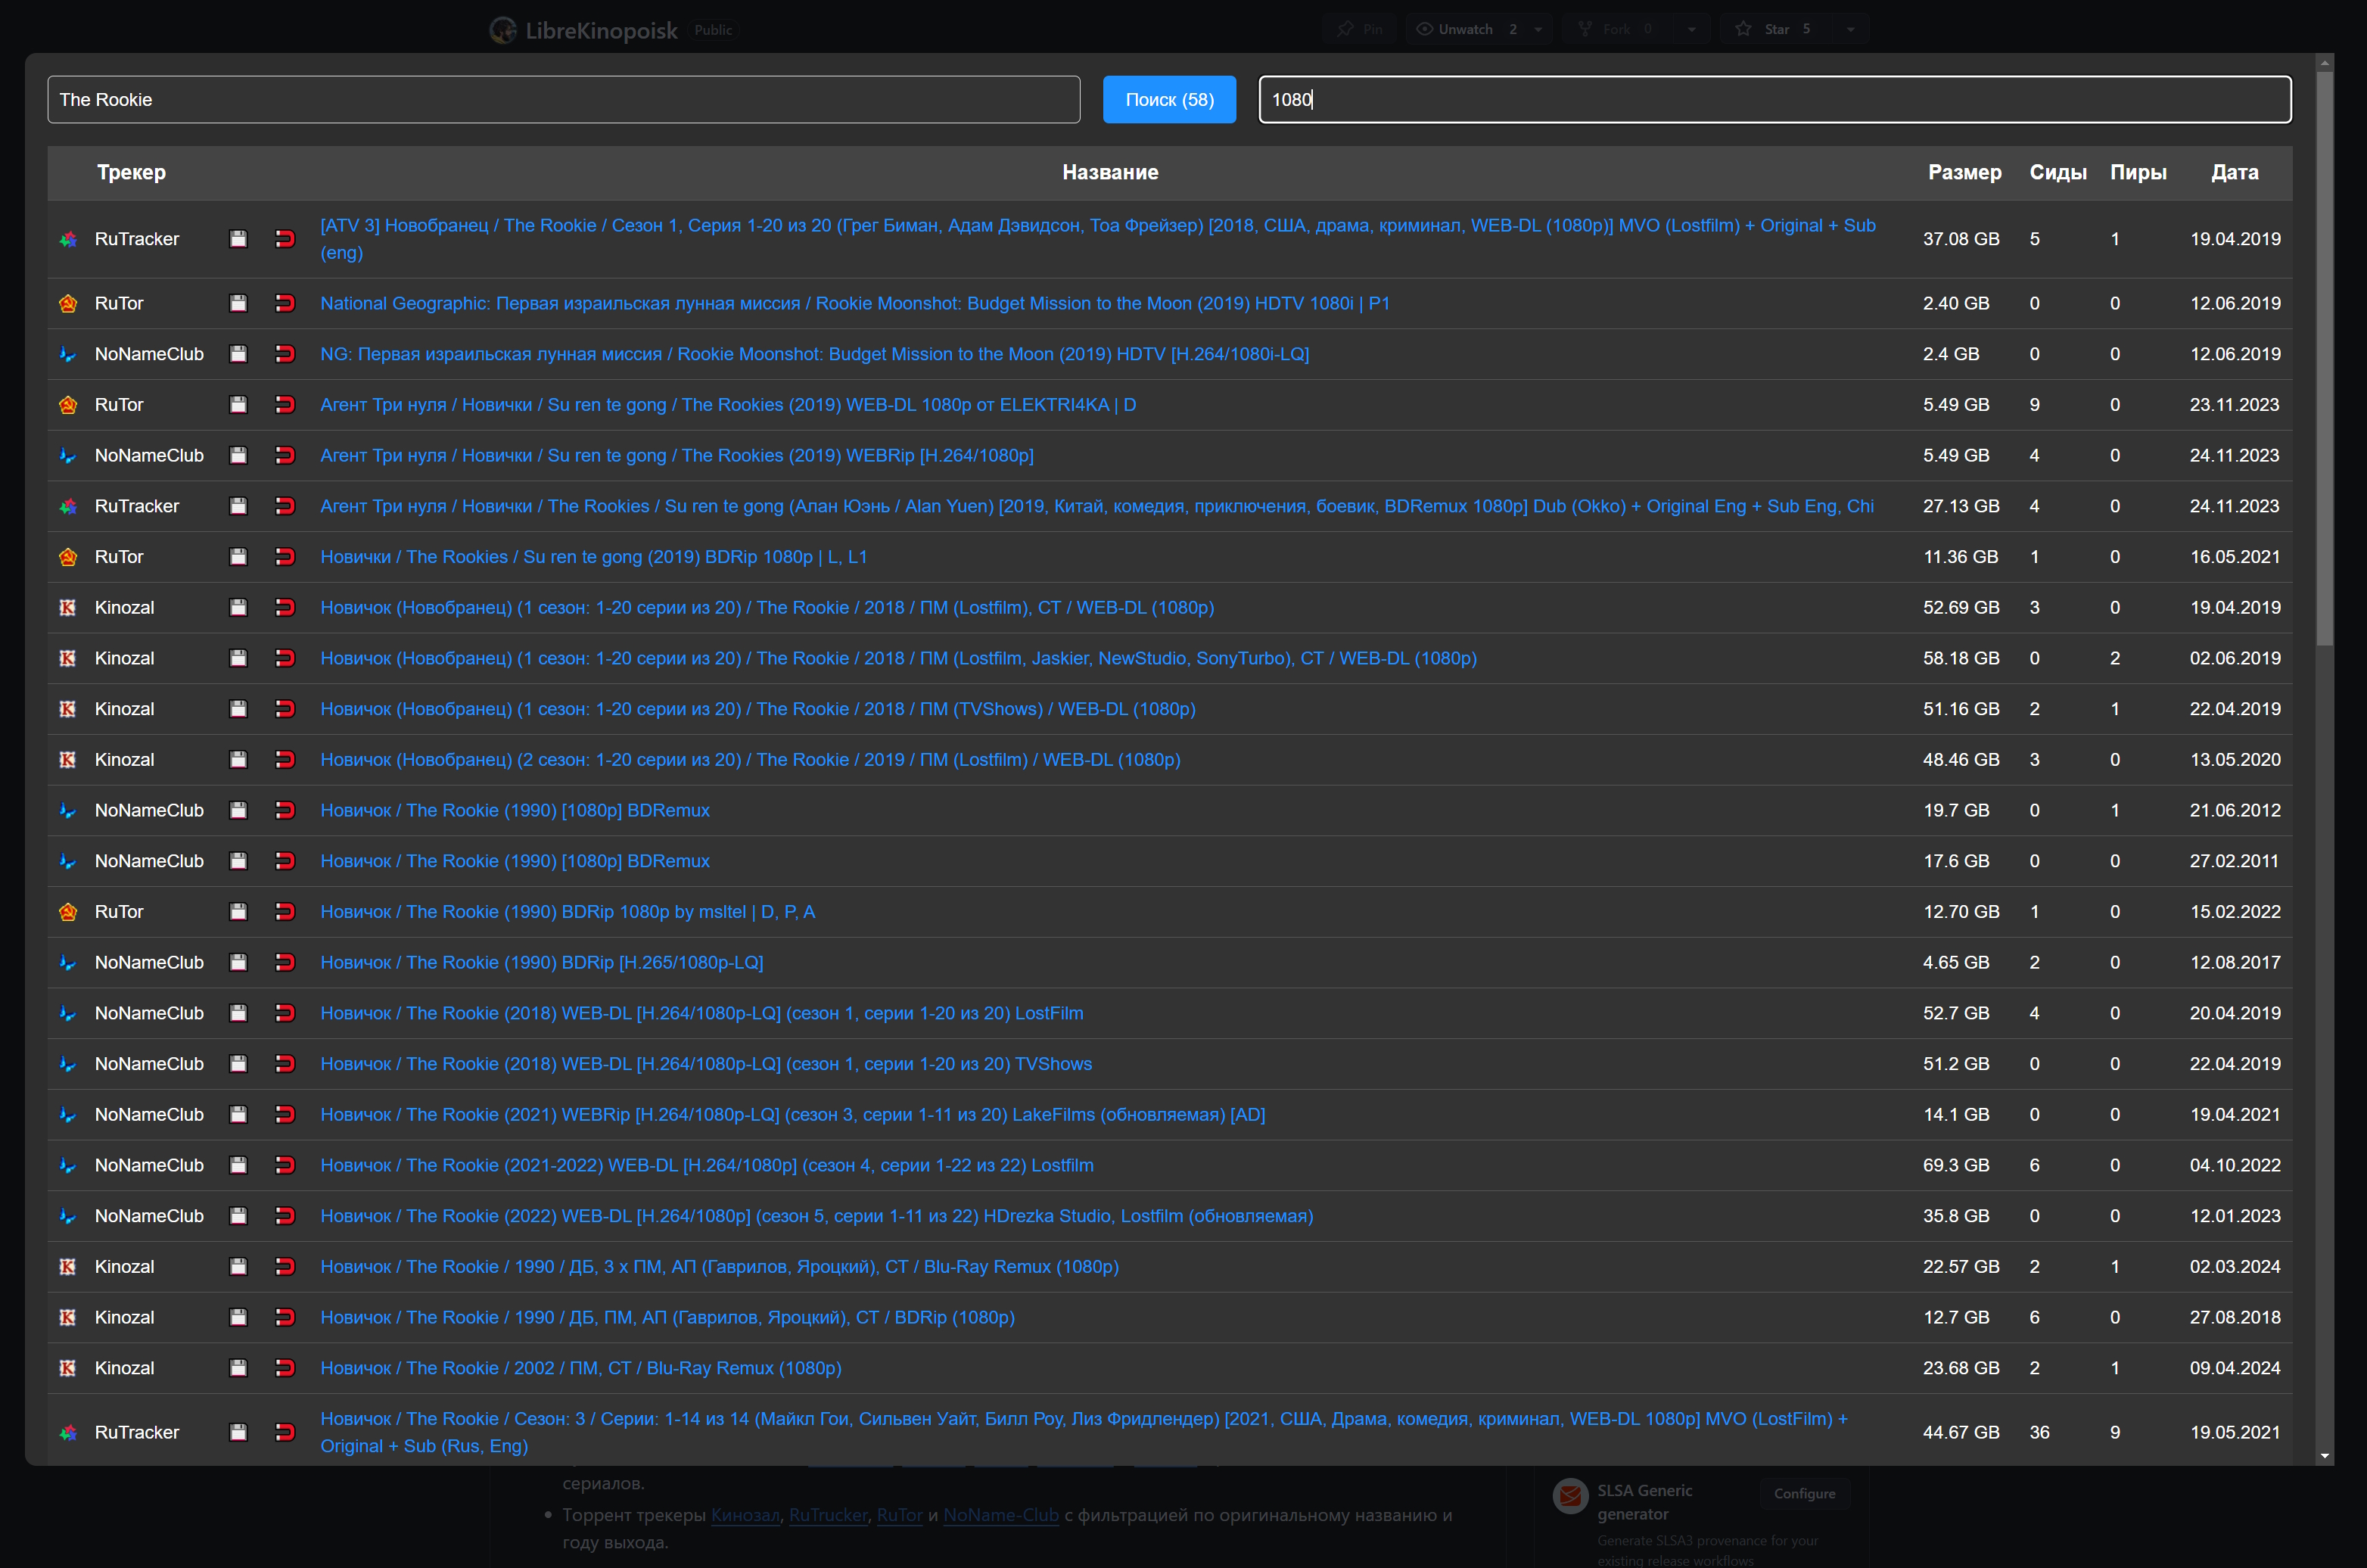 LibreKinopoisk Public Pin Unwatch 2 Fork 0 Star 5
The Rookie Поиск (58) 1080
Трекер Название Размер Сиды Пиры Дата
RuTracker [ATV 3] Новобранец / The Rookie / Сезон 1, Серия 1-20 из 20 (Грег Биман, Адам Дэвидсон, Тоа Фрейзер) [2018, США, драма, криминал, WEB-DL (1080p)] MVO (Lostfilm) + Original + Sub
(eng) 37.08 GB 5 1 19.04.2019
RuTor National Geographic: Первая израильская лунная миссия / Rookie Moonshot: Budget Mission to the Moon (2019) HDTV 1080i | P1 2.40 GB 0 0 12.06.2019
NoNameClub NG: Первая израильская лунная миссия / Rookie Moonshot: Budget Mission to the Moon (2019) HDTV [H.264/1080i-LQ] 2.4 GB 0 0 12.06.2019
RuTor Агент Три нуля / Новички / Su ren te gong / The Rookies (2019) WEB-DL 1080p от ELEKTRI4KA | D 5.49 GB 9 0 23.11.2023
NoNameClub Агент Три нуля / Новички / Su ren te gong / The Rookies (2019) WEBRip [H.264/1080p] 5.49 GB 4 0 24.11.2023
RuTracker Агент Три нуля / Новички / The Rookies / Su ren te gong (Алан Юэнь / Alan Yuen) [2019, Китай, комедия, приключения, боевик, BDRemux 1080p] Dub (Okko) + Original Eng + Sub Eng, Chi 27.13 GB 4 0 24.11.2023
RuTor Новички / The Rookies / Su ren te gong (2019) BDRip 1080p | L, L1 11.36 GB 1 0 16.05.2021
Kinozal Новичок (Новобранец) (1 сезон: 1-20 серии из 20) / The Rookie / 2018 / ПМ (Lostfilm), СТ / WEB-DL (1080p) 52.69 GB 3 0 19.04.2019
Kinozal Новичок (Новобранец) (1 сезон: 1-20 серии из 20) / The Rookie / 2018 / ПМ (Lostfilm, Jaskier, NewStudio, SonyTurbo), СТ / WEB-DL (1080p) 58.18 GB 0 2 02.06.2019
Kinozal Новичок (Новобранец) (1 сезон: 1-20 серии из 20) / The Rookie / 2018 / ПМ (TVShows) / WEB-DL (1080p) 51.16 GB 2 1 22.04.2019
Kinozal Новичок (Новобранец) (2 сезон: 1-20 серии из 20) / The Rookie / 2019 / ПМ (Lostfilm) / WEB-DL (1080p) 48.46 GB 3 0 13.05.2020
NoNameClub Новичок / The Rookie (1990) [1080p] BDRemux 19.7 GB 0 1 21.06.2012
NoNameClub Новичок / The Rookie (1990) [1080p] BDRemux 17.6 GB 0 0 27.02.2011
RuTor Новичок / The Rookie (1990) BDRip 1080p by msltel | D, P, A 12.70 GB 1 0 15.02.2022
NoNameClub Новичок / The Rookie (1990) BDRip [H.265/1080p-LQ] 4.65 GB 2 0 12.08.2017
NoNameClub Новичок / The Rookie (2018) WEB-DL [H.264/1080p-LQ] (сезон 1, серии 1-20 из 20) LostFilm 52.7 GB 4 0 20.04.2019
NoNameClub Новичок / The Rookie (2018) WEB-DL [H.264/1080p-LQ] (сезон 1, серии 1-20 из 20) TVShows 51.2 GB 0 0 22.04.2019
NoNameClub Новичок / The Rookie (2021) WEBRip [H.264/1080p-LQ] (сезон 3, серии 1-11 из 20) LakeFilms (обновляемая) [AD] 14.1 GB 0 0 19.04.2021
NoNameClub Новичок / The Rookie (2021-2022) WEB-DL [H.264/1080p] (сезон 4, серии 1-22 из 22) Lostfilm 69.3 GB 6 0 04.10.2022
NoNameClub Новичок / The Rookie (2022) WEB-DL [H.264/1080p] (сезон 5, серии 1-11 из 22) HDrezka Studio, Lostfilm (обновляемая) 35.8 GB 0 0 12.01.2023
Kinozal Новичок / The Rookie / 1990 / ДБ, 3 x ПМ, АП (Гаврилов, Яроцкий), СТ / Blu-Ray Remux (1080p) 22.57 GB 2 1 02.03.2024
Kinozal Новичок / The Rookie / 1990 / ДБ, ПМ, АП (Гаврилов, Яроцкий), СТ / BDRip (1080p) 12.7 GB 6 0 27.08.2018
Kinozal Новичок / The Rookie / 2002 / ПМ, СТ / Blu-Ray Remux (1080p) 23.68 GB 2 1 09.04.2024
RuTracker Новичок / The Rookie / Сезон: 3 / Серии: 1-14 из 14 (Майкл Гои, Сильвен Уайт, Билл Роу, Лиз Фридлендер) [2021, США, Драма, комедия, криминал, WEB-DL 1080p] MVO (LostFilm) +
Original + Sub (Rus, Eng) 44.67 GB 36 9 19.05.2021
сериалов.
Торрент трекеры Кинозал, RuTrucker, RuTor и NoName-Club с фильтрацией по оригинальному названию и
году выхода.
SLSA Generic
generator
Configure
Generate SLSA3 provenance for your
existing release workflows